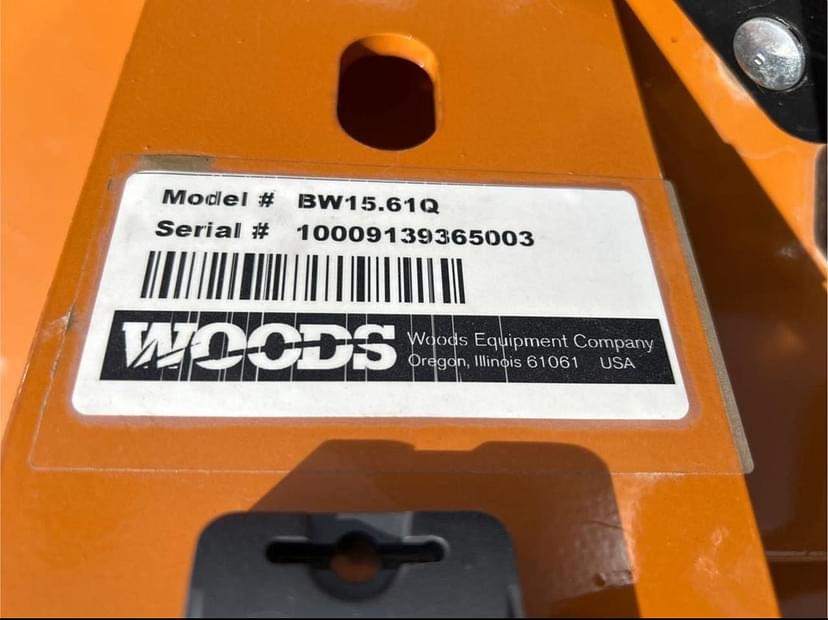 Model # BW15.61Q
Serial # 10009139365003
WOODS
Woods Equipment Company
Oregon, Illinois 61061 USA